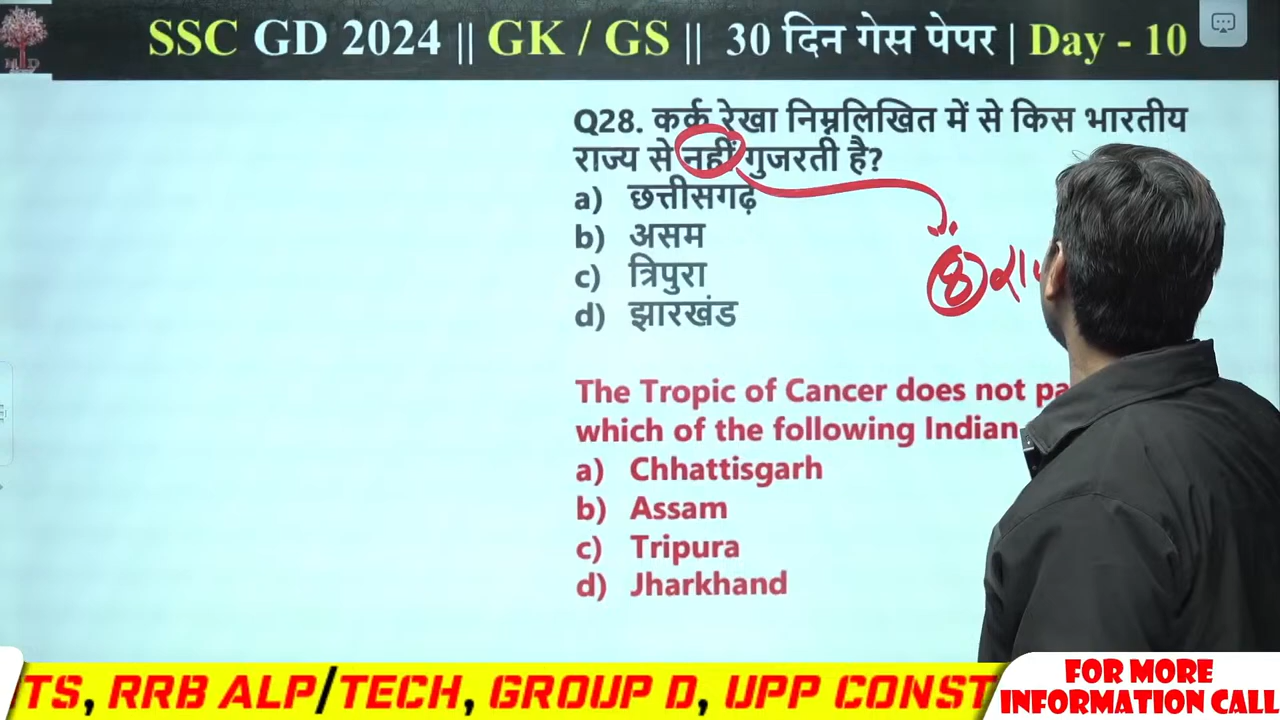 SSC GD 2024 || GK / GS || 30 दिन गेस पेपर | Day - 10
Q28. कर्क रेखा निम्नलिखित में से किस भारतीय
राज्य से नहीं गुजरती है?
a) छत्तीसगढ़
b) असम
c) त्रिपुरा
d) झारखंड
8
The Tropic of Cancer does not
which of the following Indian
a) Chhattisgarh
b) Assam
c) Tripura
d) Jharkhand
TS, RRB ALP/TECH, GROUP D, UPP CONST
FOR MORE
INFORMATION CALL